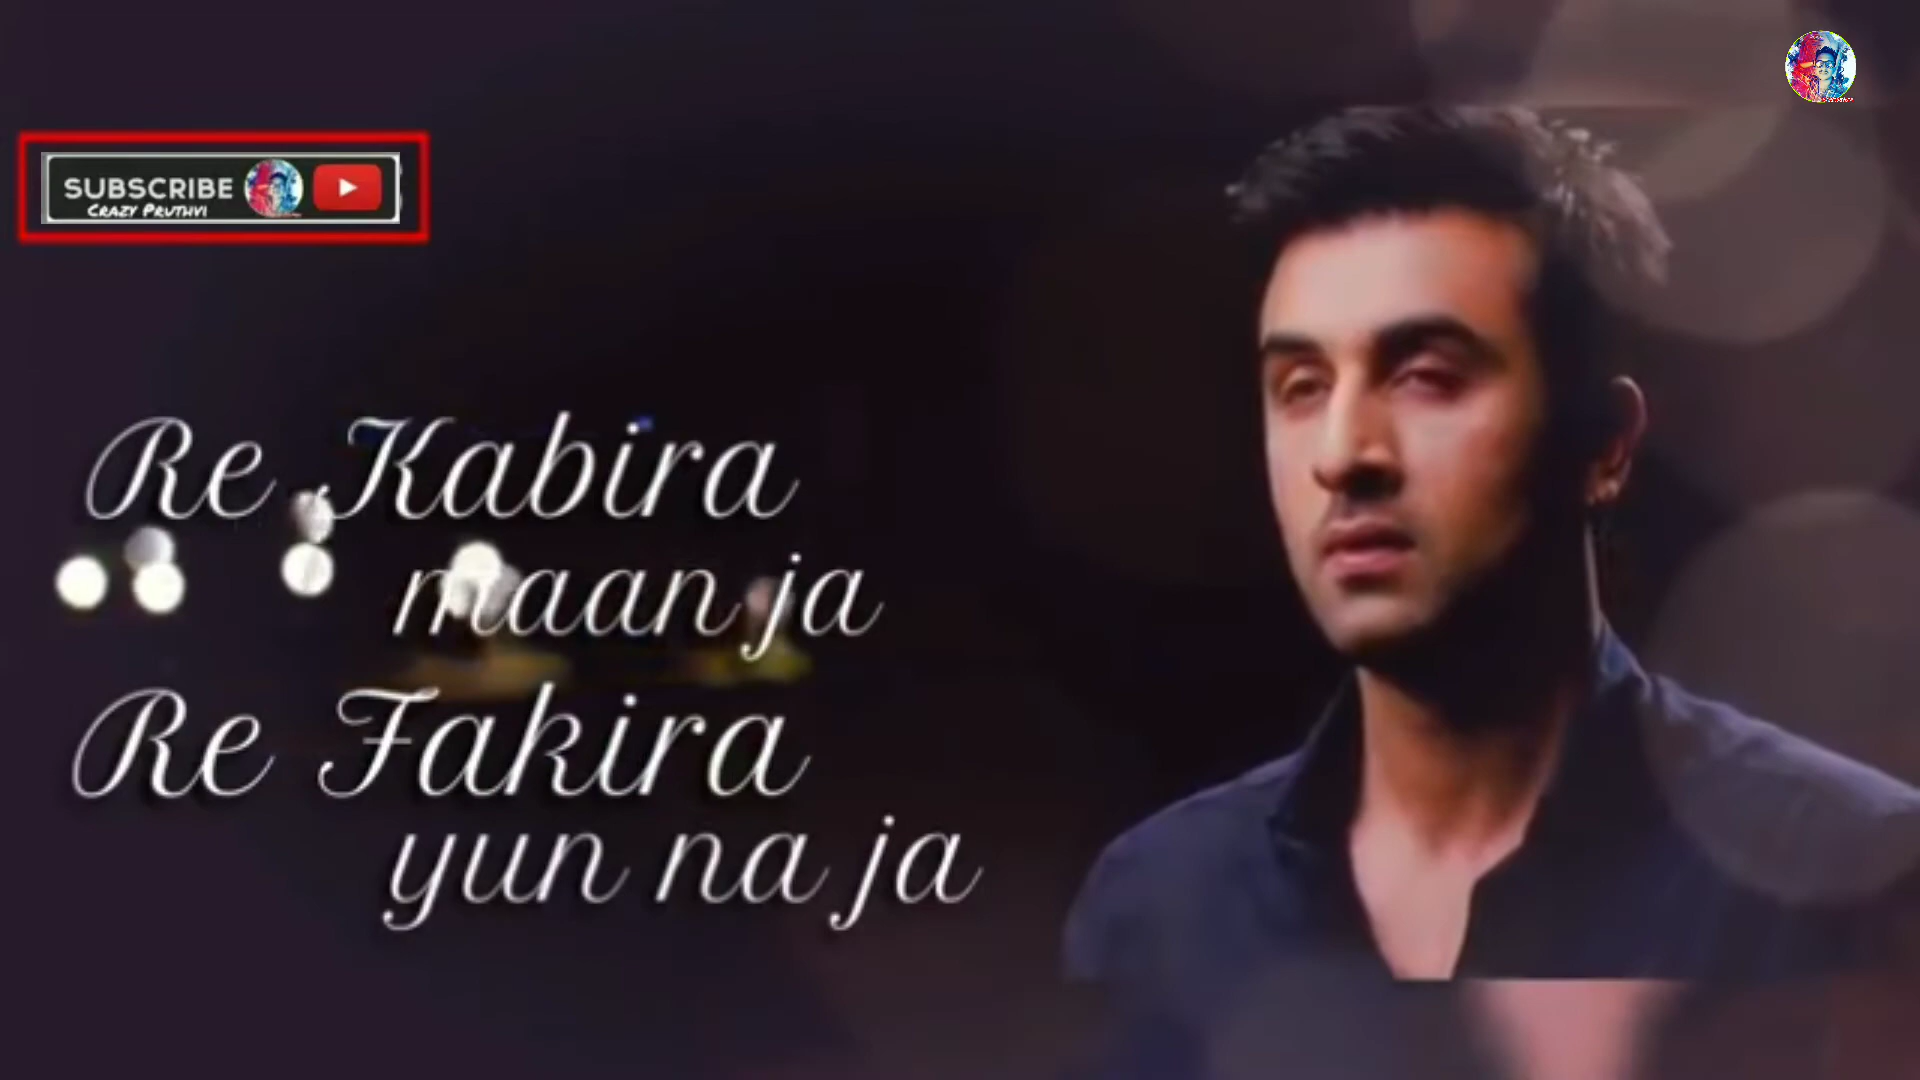 SUBSCRIBE
CRAZY PRUTHVI
Re Kabira
maan ja
Re Fakira
yun na ja